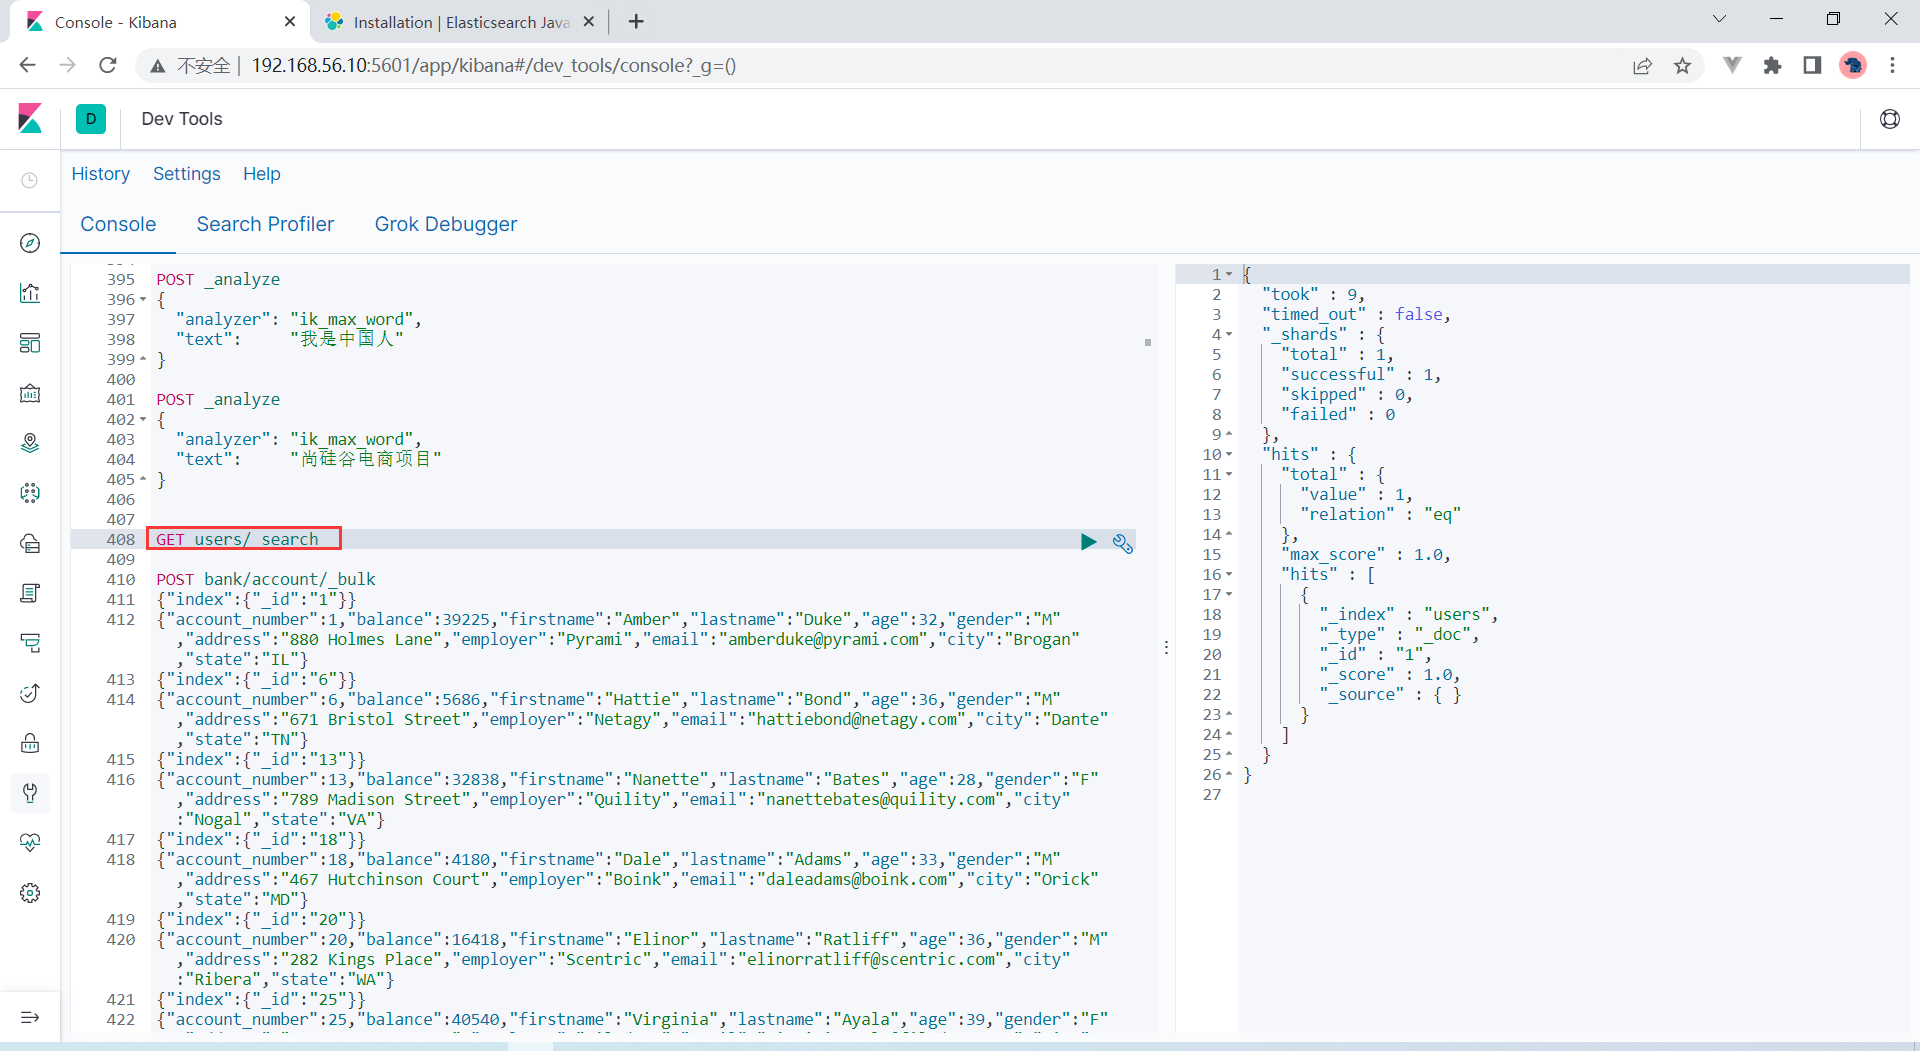 Console - Kibana
Installation | Elasticsearch Java
不安全 | 192.168.56.10:5601/app/kibana#/dev_tools/console?_g=()
D
Dev Tools
History Settings Help
Console Search Profiler Grok Debugger
395 POST _analyze
396 {
397 "analyzer": "ik_max_word",
398 "text": "我是中国人"
399 }
400
401 POST _analyze
402 {
403 "analyzer": "ik_max_word",
404 "text": "尚硅谷电商项目"
405 }
406
407
408 GET users/_search
409
410 POST bank/account/_bulk
411 {"index":{"_id":"1"}}
412 {"account_number":1,"balance":39225,"firstname":"Amber","lastname":"Duke","age":32,"gender":"M"
,"address":"880 Holmes Lane","employer":"Pyrami","email":"amberduke@pyrami.com","city":"Brogan"
,"state":"IL"}
413 {"index":{"_id":"6"}}
414 {"account_number":6,"balance":5686,"firstname":"Hattie","lastname":"Bond","age":36,"gender":"M"
,"address":"671 Bristol Street","employer":"Netagy","email":"hattiebond@netagy.com","city":"Dante"
,"state":"TN"}
415 {"index":{"_id":"13"}}
416 {"account_number":13,"balance":32838,"firstname":"Nanette","lastname":"Bates","age":28,"gender":"F"
,"address":"789 Madison Street","employer":"Quility","email":"nanettebates@quility.com","city"
:"Nogal","state":"VA"}
417 {"index":{"_id":"18"}}
418 {"account_number":18,"balance":4180,"firstname":"Dale","lastname":"Adams","age":33,"gender":"M"
,"address":"467 Hutchinson Court","employer":"Boink","email":"daleadams@boink.com","city":"Orick"
,"state":"MD"}
419 {"index":{"_id":"20"}}
420 {"account_number":20,"balance":16418,"firstname":"Elinor","lastname":"Ratliff","age":36,"gender":"M"
,"address":"282 Kings Place","employer":"Scentric","email":"elinorratliff@scentric.com","city"
:"Ribera","state":"WA"}
421 {"index":{"_id":"25"}}
422 {"account_number":25,"balance":40540,"firstname":"Virginia","lastname":"Ayala","age":39,"gender":"F"
1 {
2 "took" : 9,
3 "timed_out" : false,
4 "_shards" : {
5 "total" : 1,
6 "successful" : 1,
7 "skipped" : 0,
8 "failed" : 0
9 },
10 "hits" : {
11 "total" : {
12 "value" : 1,
13 "relation" : "eq"
14 },
15 "max_score" : 1.0,
16 "hits" : [
17 {
18 "_index" : "users",
19 "_type" : "_doc",
20 "_id" : "1",
21 "_score" : 1.0,
22 "_source" : { }
23 }
24 ]
25 }
26 }
27